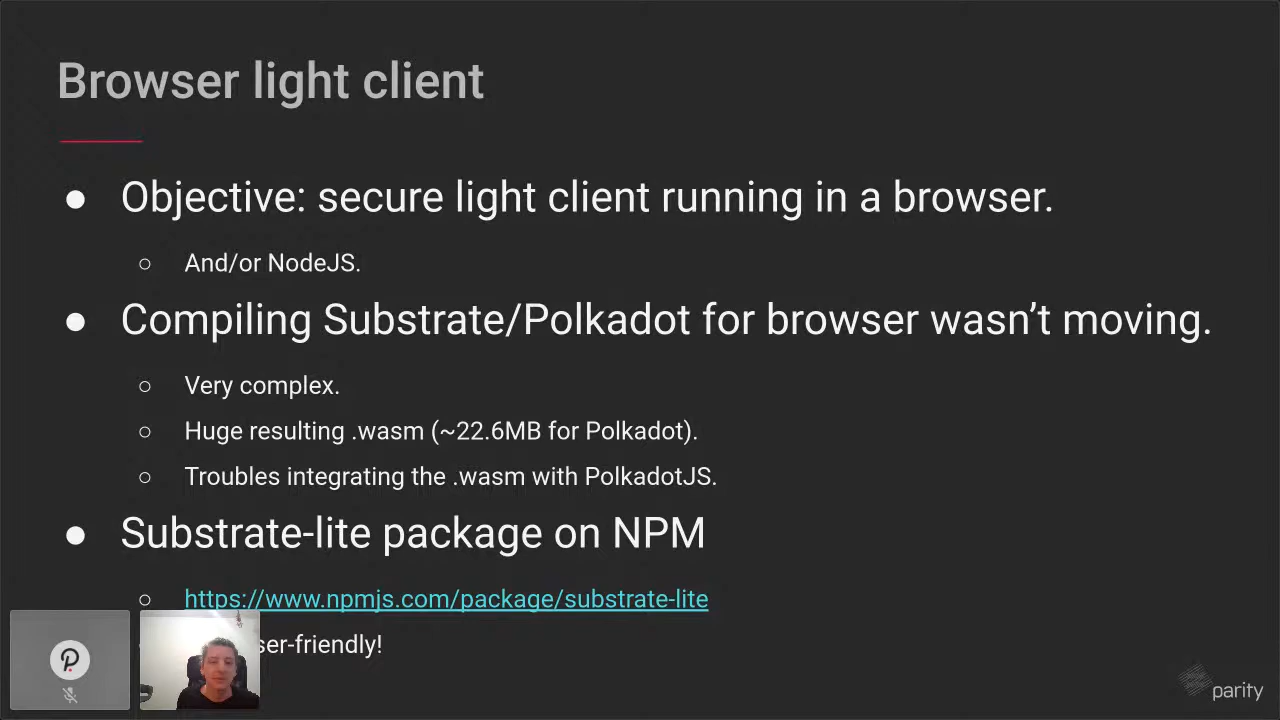 Browser light client
● Objective: secure light client running in a browser.
○ And/or NodeJS.
● Compiling Substrate/Polkadot for browser wasn't moving.
○ Very complex.
○ Huge resulting .wasm (~22.6MB for Polkadot).
○ Troubles integrating the .wasm with PolkadotJS.
● Substrate-lite package on NPM
○ https://www.npmjs.com/package/substrate-lite
ser-friendly!
parity